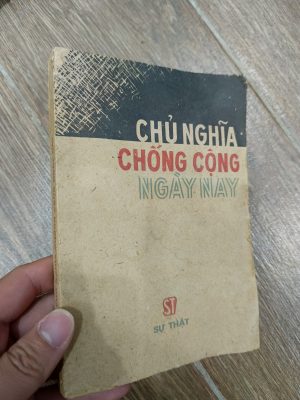 CHỦ NGHĨA
CHỐNG CỘNG
NGÀY NAY
ST
SỰ THẬT